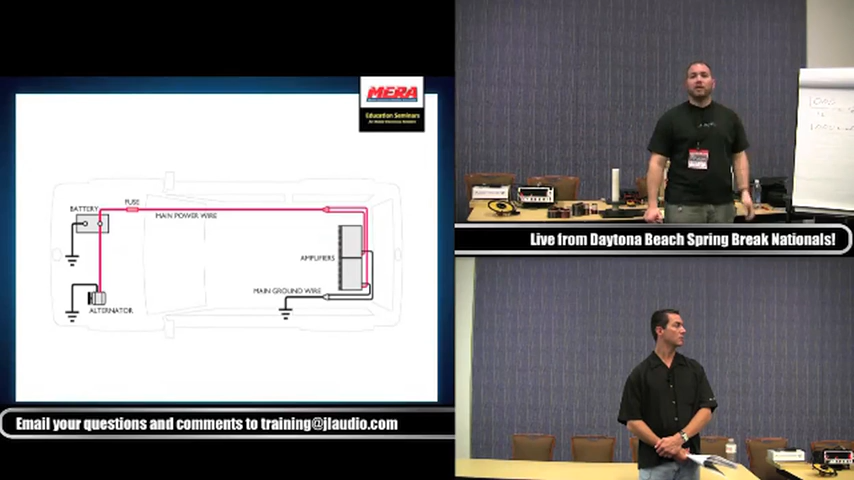 MERA
Education Seminars
BATTERY
FUSE
MAIN POWER WIRE
AMPLIFIERS
MAIN GROUND WIRE
ALTERNATOR
Email your questions and comments to training@jlaudio.com
Live from Daytona Beach Spring Break Nationals!